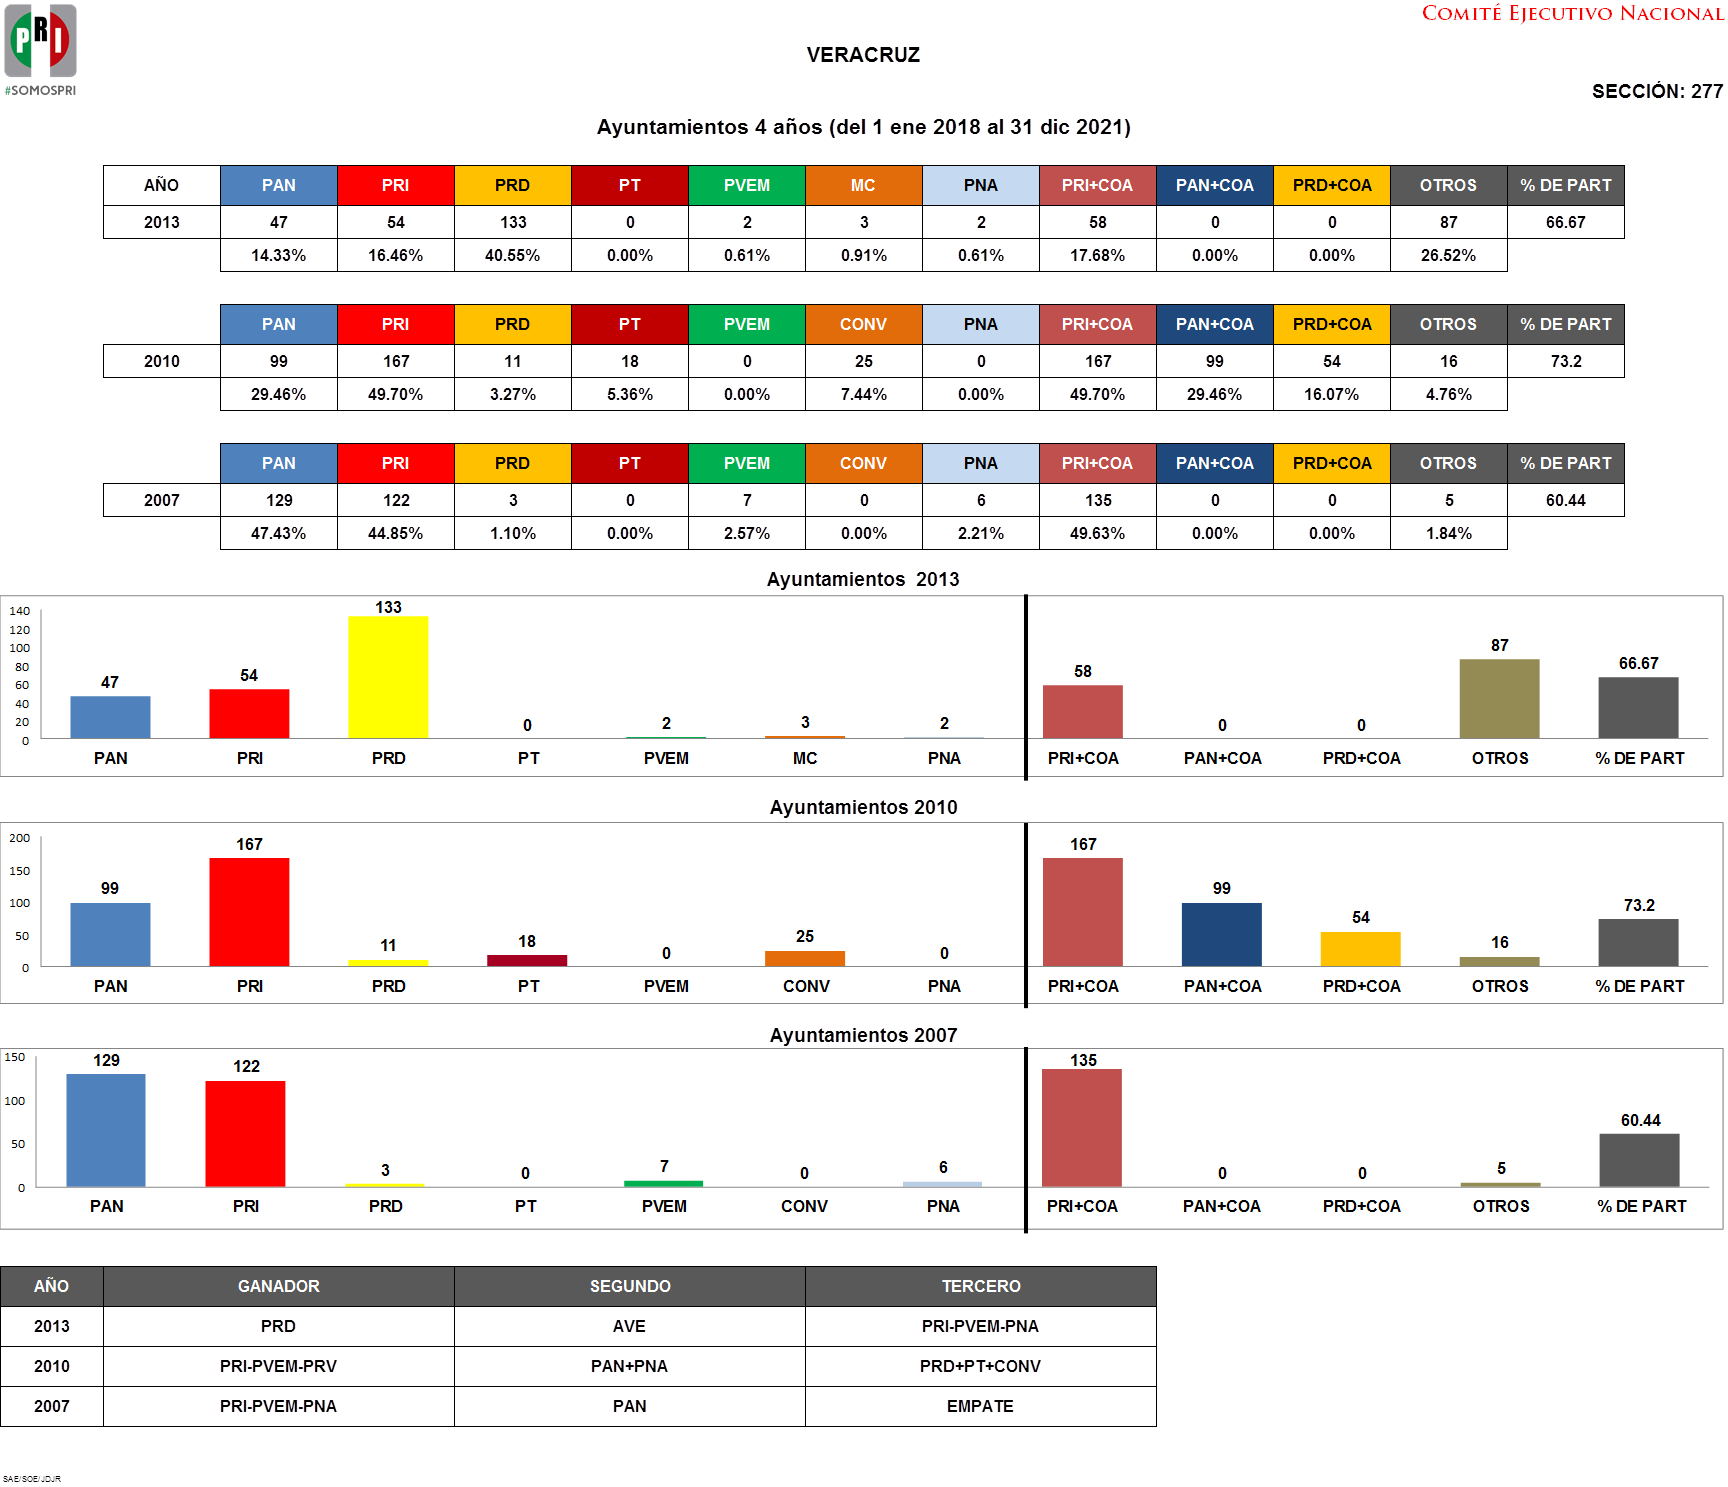 COMITÉ EJECUTIVO NACIONAL
PRI
#SOMOSPRI
VERACRUZ
SECCIÓN: 277
Ayuntamientos 4 años (del 1 ene 2018 al 31 dic 2021)
AÑO PAN PRI PRD PT PVEM MC PNA PRI+COA PAN+COA PRD+COA OTROS % DE PART
2013 47 54 133 0 2 3 2 58 0 0 87 66.67
14.33% 16.46% 40.55% 0.00% 0.61% 0.91% 0.61% 17.68% 0.00% 0.00% 26.52%
PAN PRI PRD PT PVEM CONV PNA PRI+COA PAN+COA PRD+COA OTROS % DE PART
2010 99 167 11 18 0 25 0 167 99 54 16 73.2
29.46% 49.70% 3.27% 5.36% 0.00% 7.44% 0.00% 49.70% 29.46% 16.07% 4.76%
PAN PRI PRD PT PVEM CONV PNA PRI+COA PAN+COA PRD+COA OTROS % DE PART
2007 129 122 3 0 7 0 6 135 0 0 5 60.44
47.43% 44.85% 1.10% 0.00% 2.57% 0.00% 2.21% 49.63% 0.00% 0.00% 1.84%
Ayuntamientos 2013
140
120
100
80
60
40
20
0
47 54 133 0 2 3 2 58 0 0 87 66.67
PAN PRI PRD PT PVEM MC PNA PRI+COA PAN+COA PRD+COA OTROS % DE PART
Ayuntamientos 2010
200
150
100
50
0
99 167 11 18 0 25 0 167 99 54 16 73.2
PAN PRI PRD PT PVEM CONV PNA PRI+COA PAN+COA PRD+COA OTROS % DE PART
Ayuntamientos 2007
150
100
50
0
129 122 3 0 7 0 6 135 0 0 5 60.44
PAN PRI PRD PT PVEM CONV PNA PRI+COA PAN+COA PRD+COA OTROS % DE PART
AÑO GANADOR SEGUNDO TERCERO
2013 PRD AVE PRI-PVEM-PNA
2010 PRI-PVEM-PRV PAN+PNA PRD+PT+CONV
2007 PRI-PVEM-PNA PAN EMPATE
SAE/SOE/JDJR